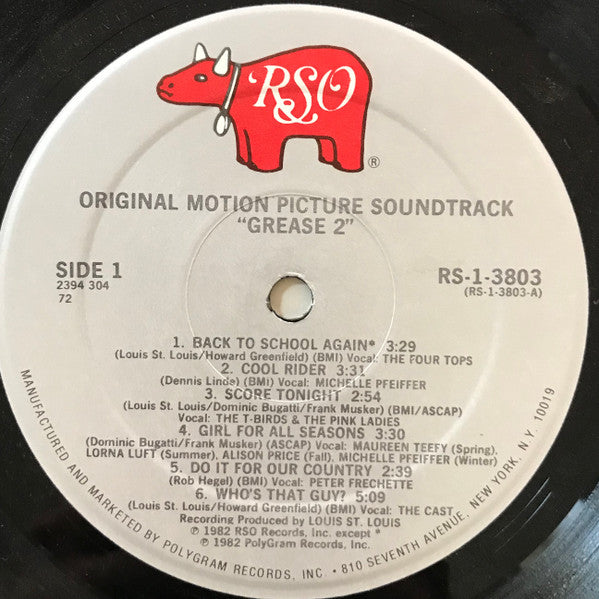 RSO
®
ORIGINAL MOTION PICTURE SOUNDTRACK
"GREASE 2"
SIDE 1
2394 304
72
RS-1-3803
(RS-1-3803-A)
1. BACK TO SCHOOL AGAIN* 3:29
(Louis St. Louis/Howard Greenfield) (BMI) Vocal: THE FOUR TOPS
2. COOL RIDER 3:31
(Dennis Linde) (BMI) Vocal: MICHELLE PFEIFFER
3. SCORE TONIGHT 2:54
(Louis St. Louis/Dominic Bugatti/Frank Musker) (BMI/ASCAP)
Vocal: THE T-BIRDS & THE PINK LADIES
4. GIRL FOR ALL SEASONS 3:30
(Dominic Bugatti/Frank Musker) (ASCAP) Vocal: MAUREEN TEEFY (Spring),
LORNA LUFT (Summer), ALISON PRICE (Fall), MICHELLE PFEIFFER (Winter)
5. DO IT FOR OUR COUNTRY 2:39
(Rob Hegel) (BMI) Vocal: PETER FRECHETTE
6. WHO'S THAT GUY? 5:09
(Louis St. Louis/Howard Greenfield) (BMI) Vocal: THE CAST
Recording Produced by LOUIS ST. LOUIS
℗ 1982 RSO Records, Inc. except *
℗ 1982 PolyGram Records, Inc.
MANUFACTURED AND MARKETED BY POLYGRAM RECORDS, INC • 810 SEVENTH AVENUE, NEW YORK, N.Y. 10019